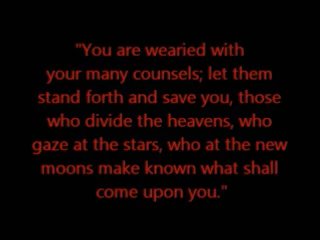 "You are wearied with
your many counsels; let them
stand forth and save you, those
who divide the heavens, who
gaze at the stars, who at the new
moons make known what shall
come upon you."